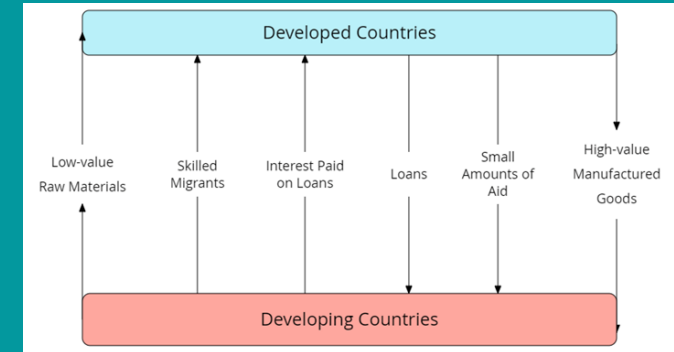 Developed Countries
Low-value
Raw Materials
Skilled
Migrants
Interest Paid
on Loans
Loans
Small
Amounts of
Aid
High-value
Manufactured
Goods
Developing Countries